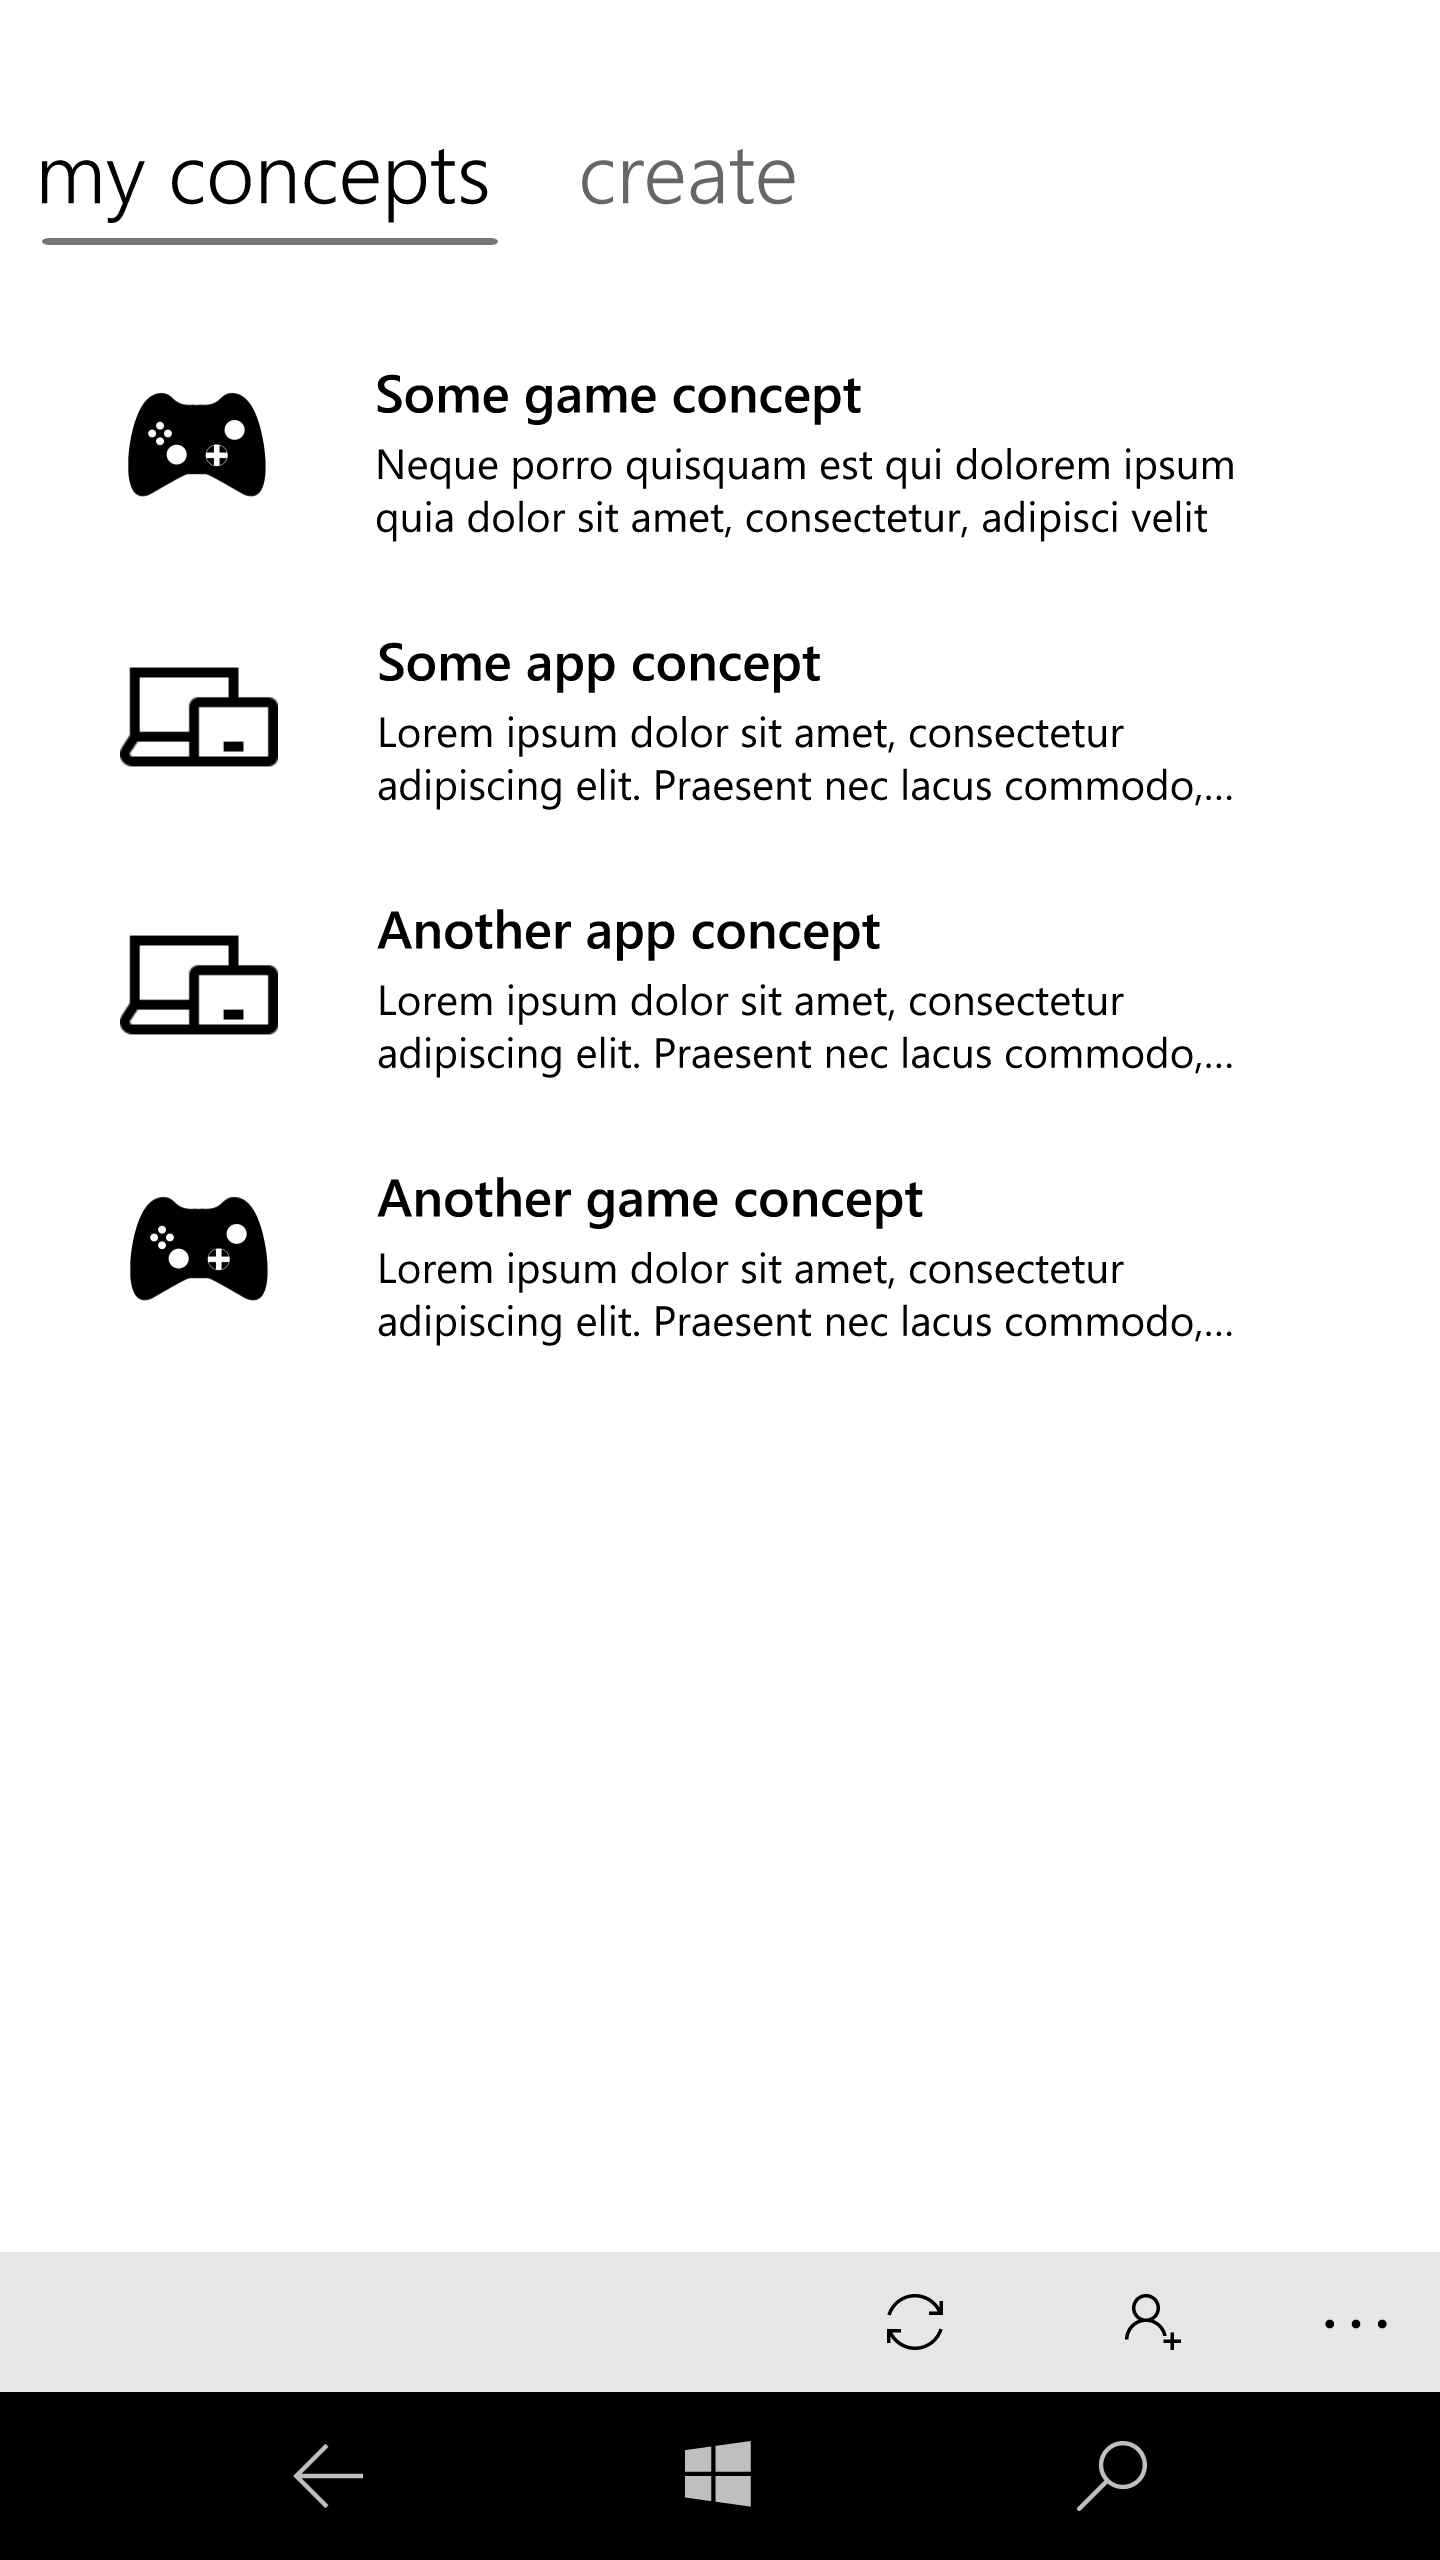 my concepts create
Some game concept
Neque porro quisquam est qui dolorem ipsum
quia dolor sit amet, consectetur, adipisci velit
Some app concept
Lorem ipsum dolor sit amet, consectetur
adipiscing elit. Praesent nec lacus commodo,...
Another app concept
Lorem ipsum dolor sit amet, consectetur
adipiscing elit. Praesent nec lacus commodo,...
Another game concept
Lorem ipsum dolor sit amet, consectetur
adipiscing elit. Praesent nec lacus commodo,...